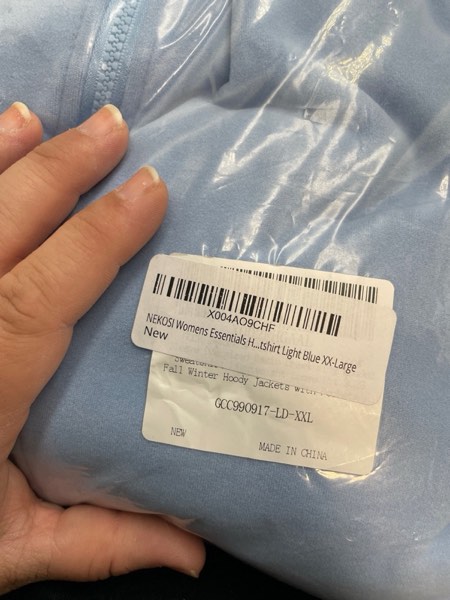 X004AO9CHF
NEKOSI Womens Essentials H...tshirt Light Blue XX-Large
New
Fall Winter Hoody Jackets with
GCC990917-LD-XXL
NEW
MADE IN CHINA